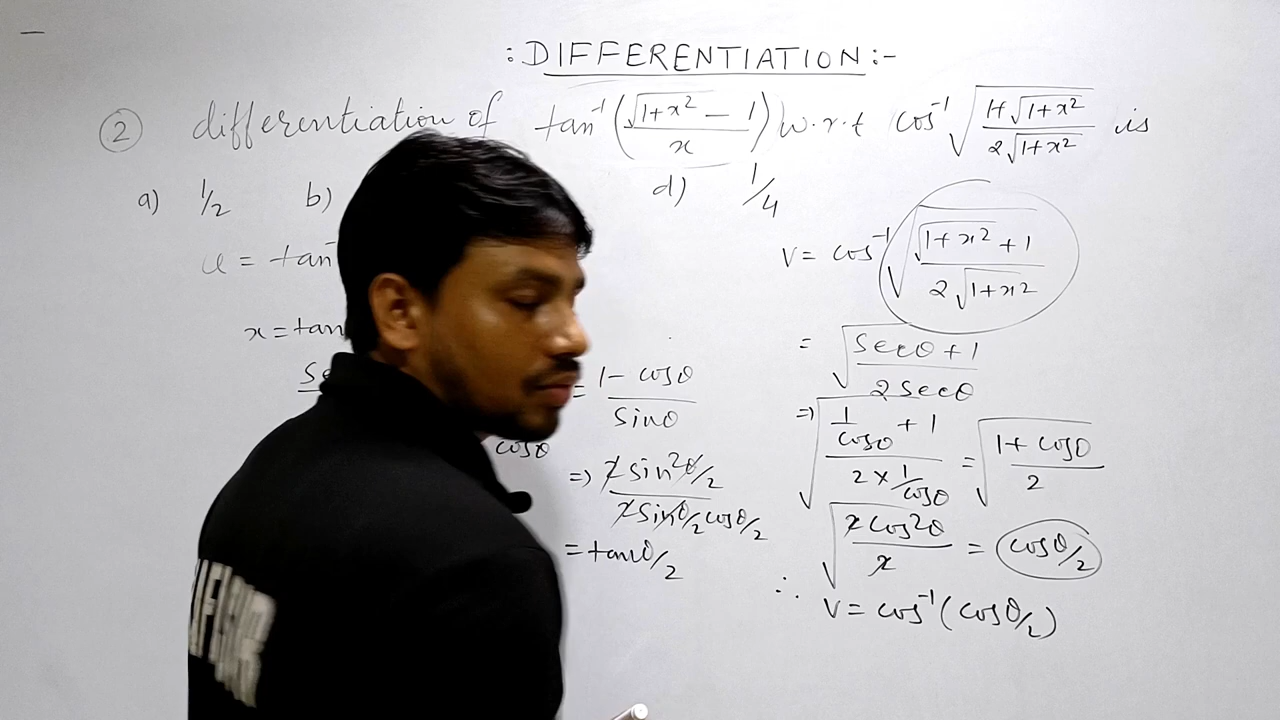 :DIFFERENTIATION:-
② differentiation of tan⁻¹(√(1+x²) − 1 / x) w.r.t cos⁻¹ √(1+√(1+x²) / 2√(1+x²)) is
a) 1/2 b) d) 1/4
u = tan⁻
v = cos⁻¹ √(√(1+x²) +1 / 2√(1+x²))
x = tan
= √(secθ+1 / 2secθ)
= 1− cosθ / sinθ
cosθ
⇒ √(1/cosθ + 1 / 2×1/cosθ) = √(1+ cosθ / 2)
⇒ 2sin²θ/2 / 2sinθ/2 cosθ/2
√(2cos²θ / 2) = cosθ/2
= tanθ/2
∴ v = cos⁻¹(cosθ/2)